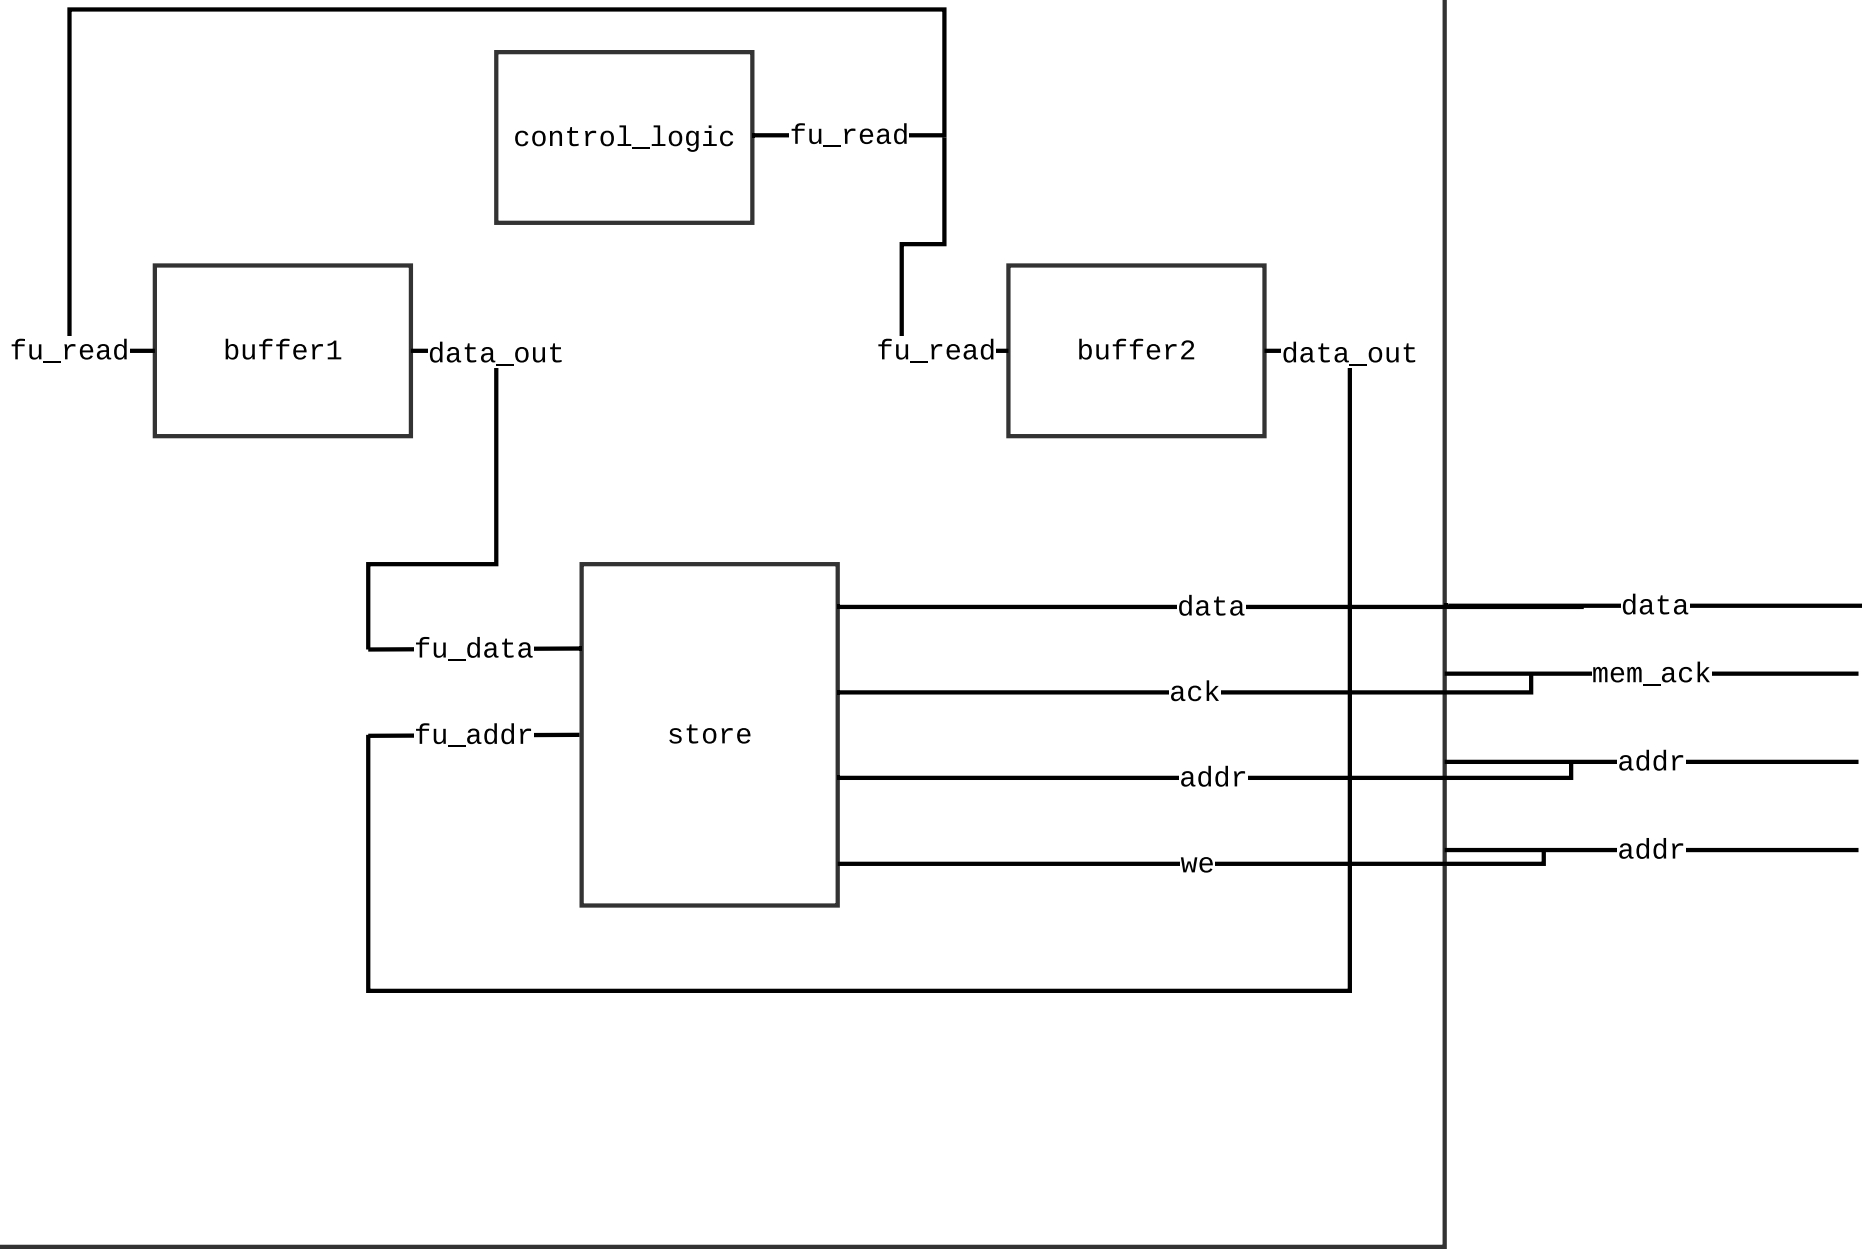 control_logic
fu_read
fu_read
buffer1
data_out
fu_read
buffer2
data_out
data
data
fu_data
ack
mem_ack
fu_addr
store
addr
addr
we
addr